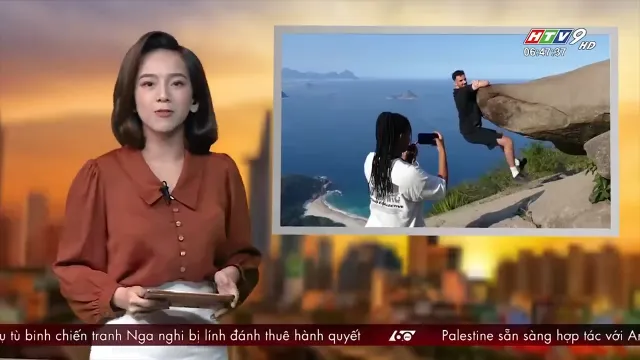 HTV9 HD
06:47:37
ụ tù binh chiến tranh Nga nghi bị lính đánh thuê hành quyết 60 Palestine sẵn sàng hợp tác với A